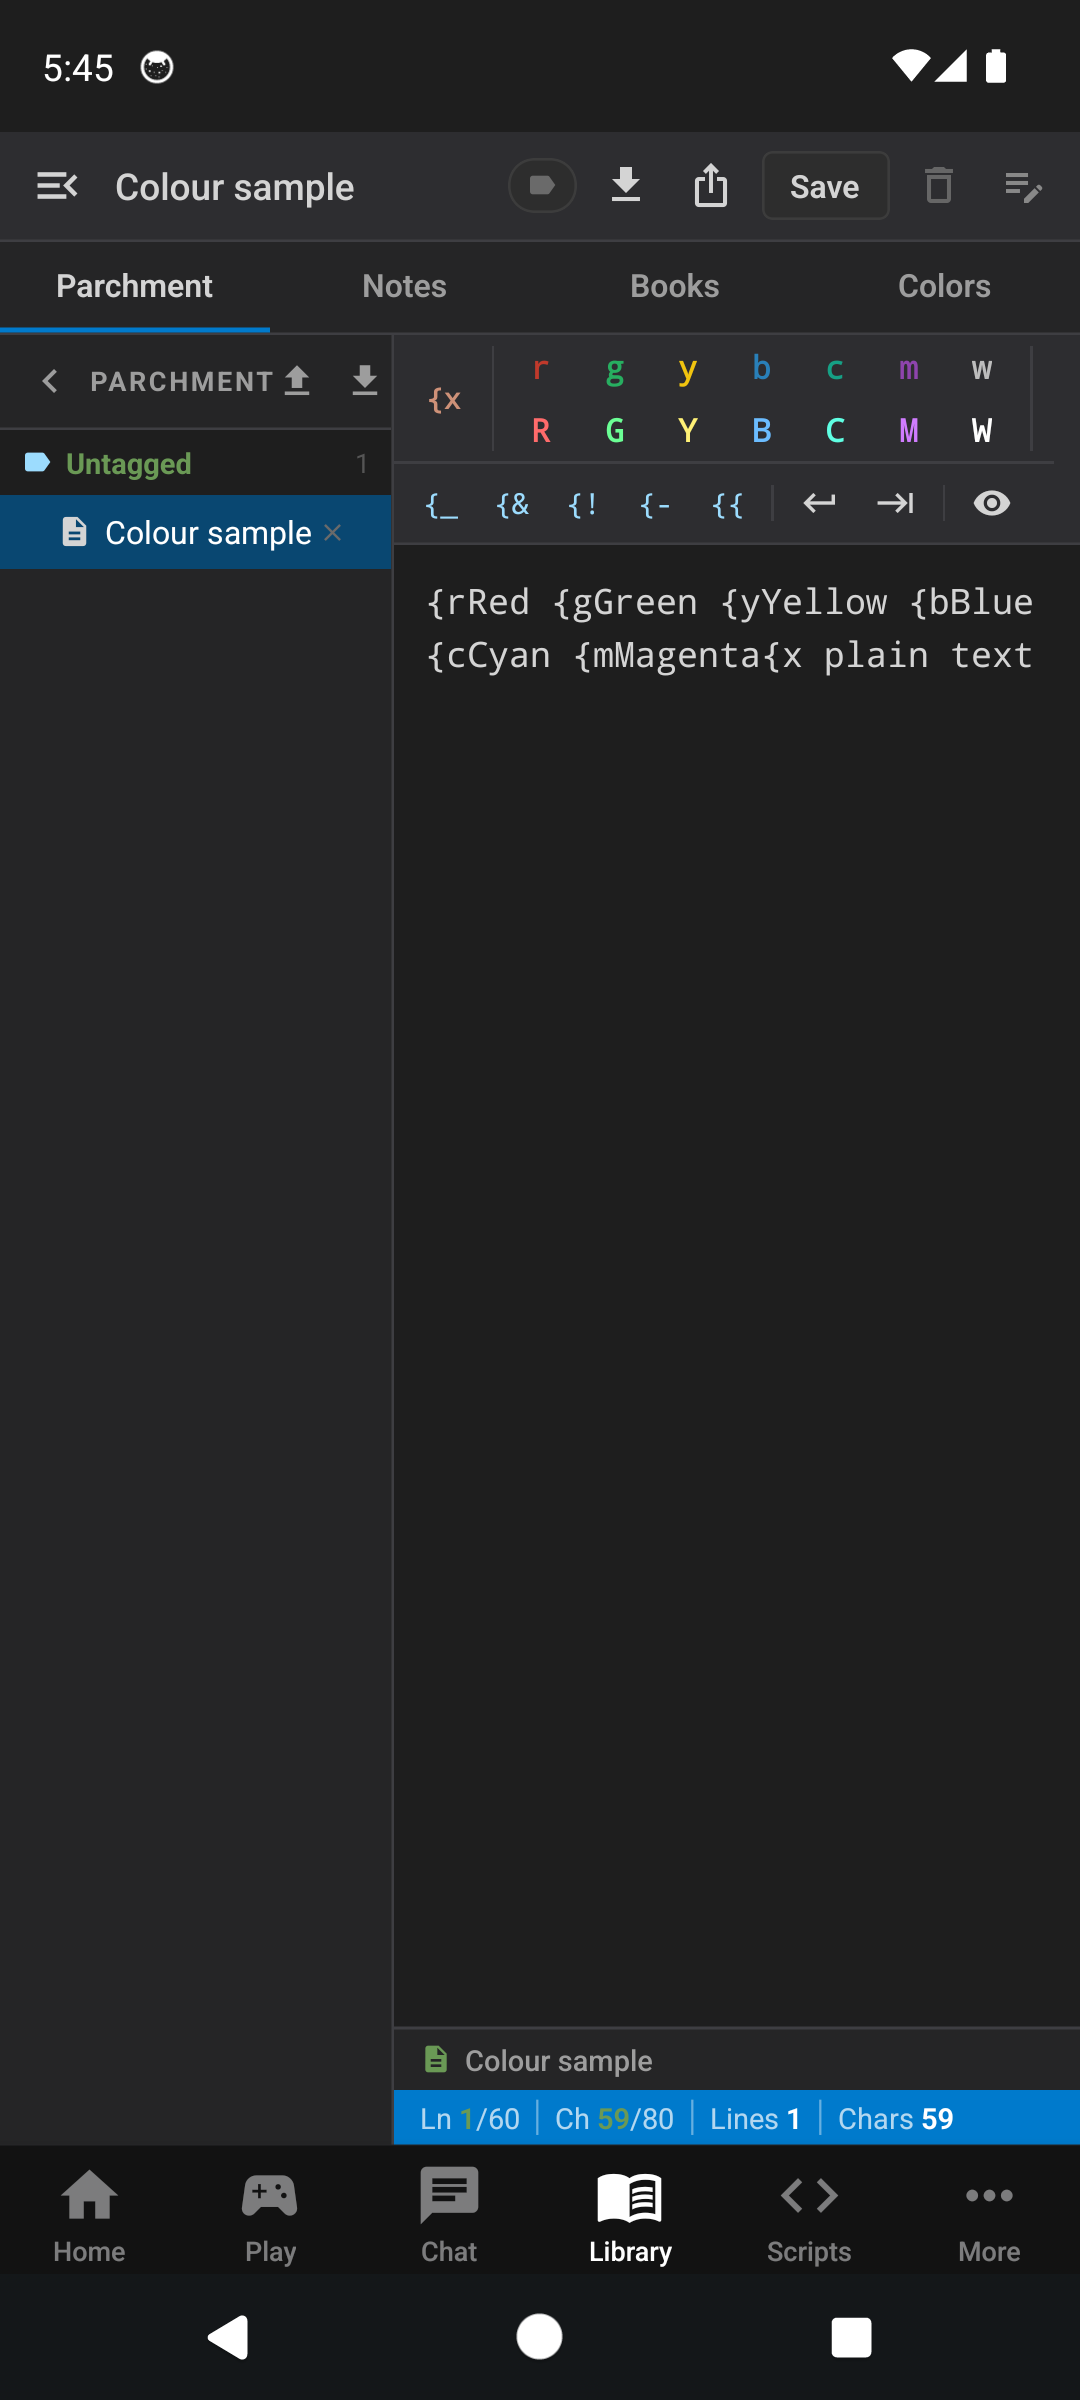 5:45
Colour sample
Save
Parchment Notes Books Colors
PARCHMENT
{x
r g y b c m w
R G Y B C M W
Untagged 1
{_ {& {! {- {{
Colour sample
{rRed {gGreen {yYellow {bBlue
{cCyan {mMagenta{x plain text
Colour sample
Ln 1/60 Ch 59/80 Lines 1 Chars 59
Home Play Chat Library Scripts More